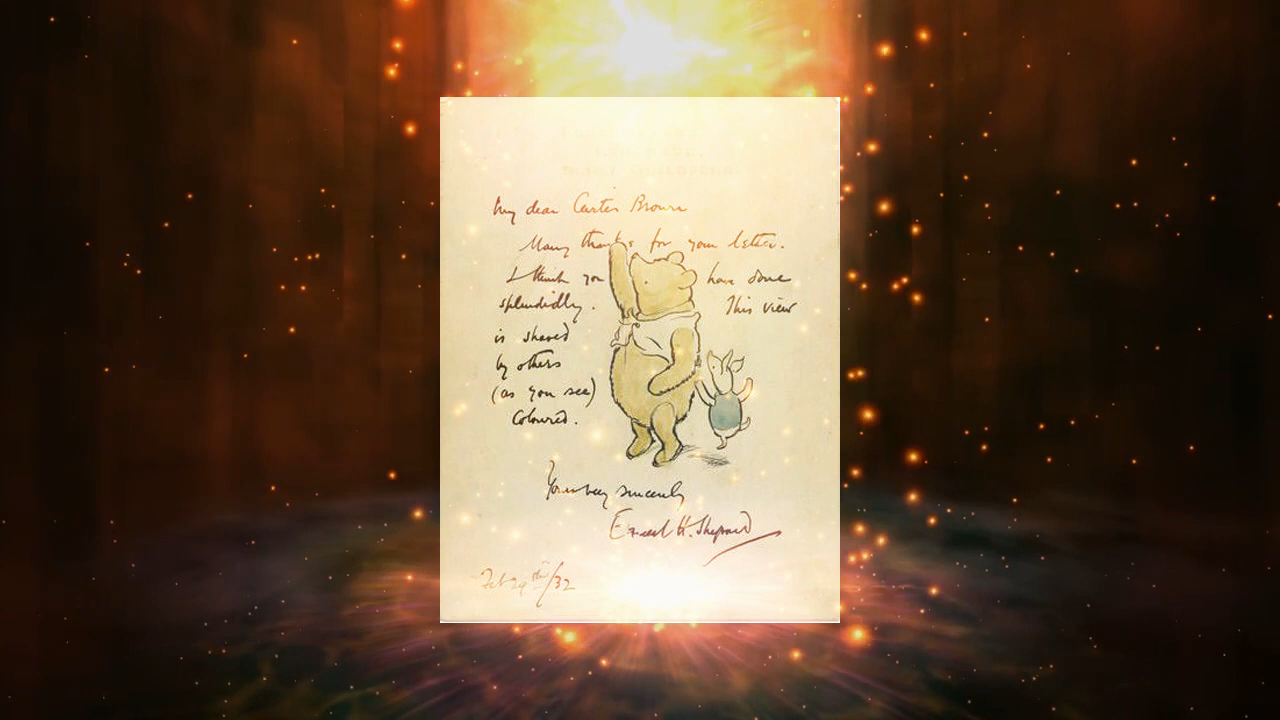 My dear Carter Brown
Many thanks for your letter.
I think you have done
splendidly. This view
is shared
by others
(as you see)
Coloured.
Yours very sincerely
Ernest H. Shepard
Feb 29th/32